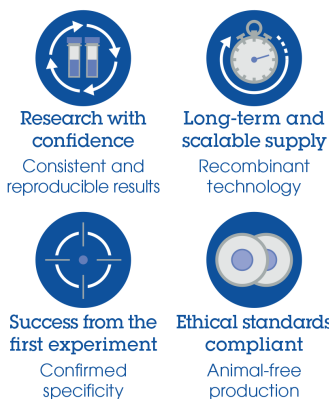 Research with
confidence
Consistent and
reproducible results
Long-term and
scalable supply
Recombinant
technology
Success from the
first experiment
Confirmed
specificity
Ethical standards
compliant
Animal-free
production